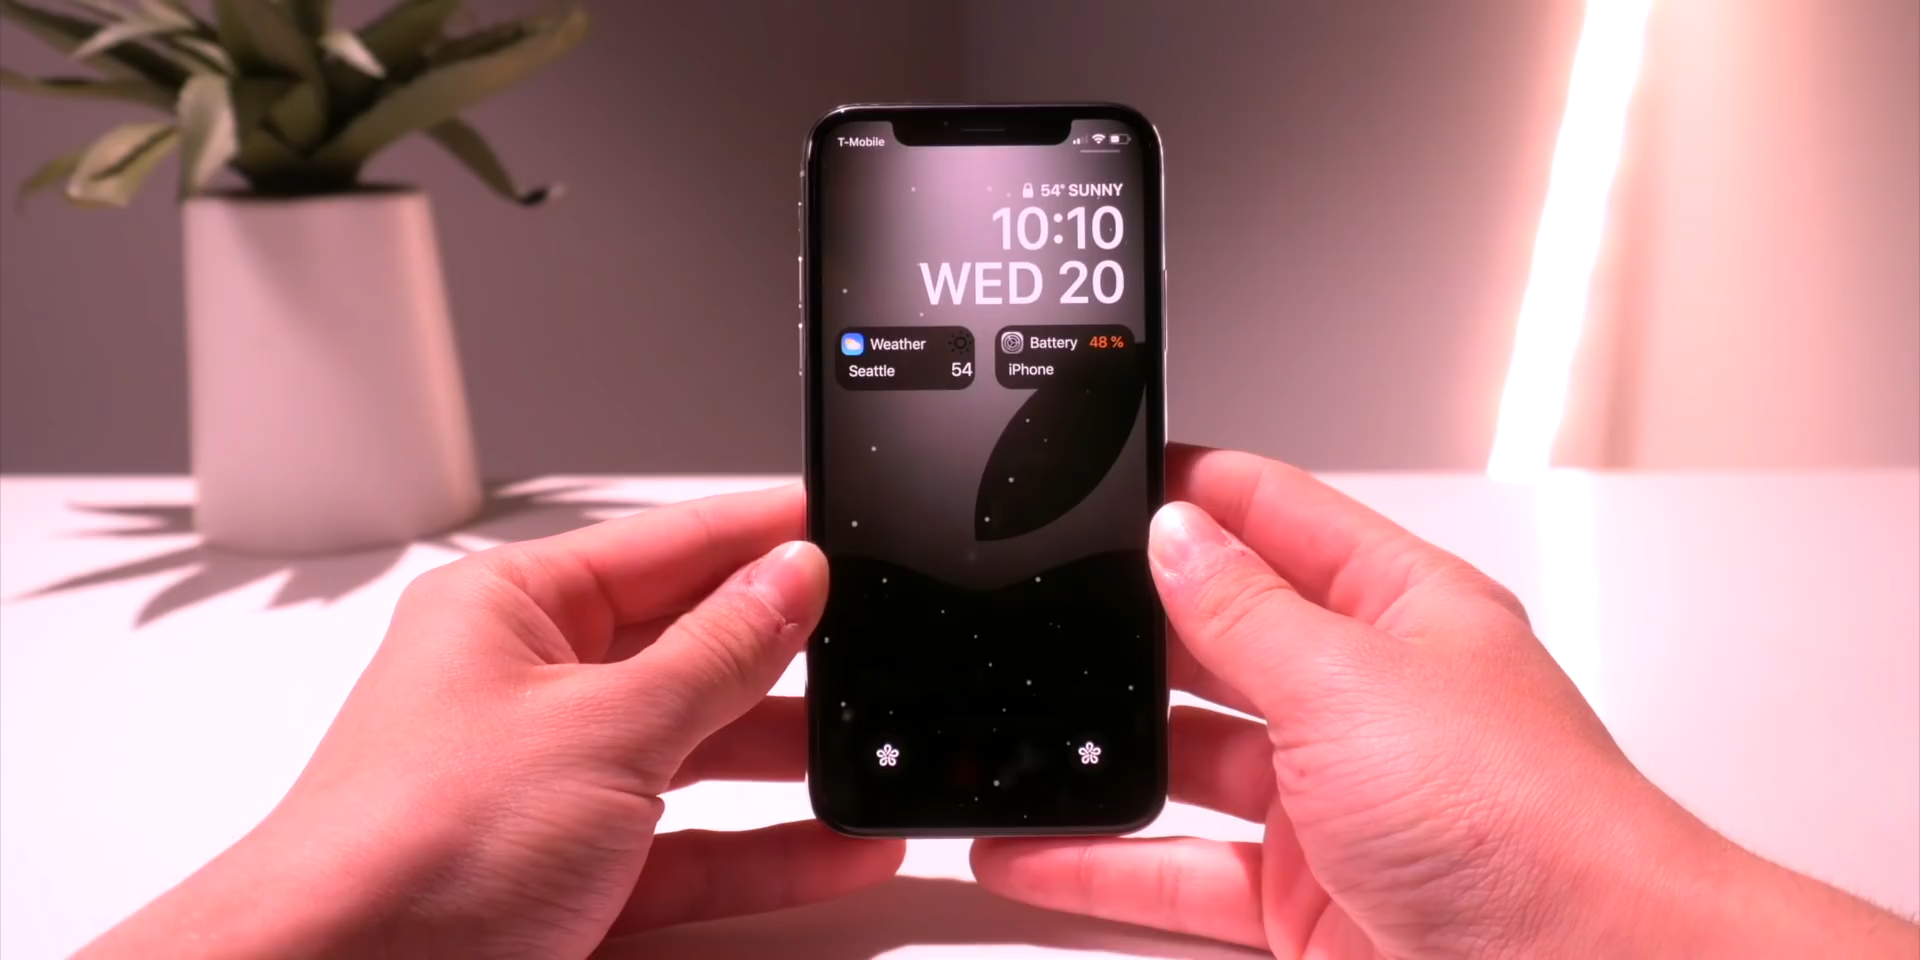 T-Mobile
54° SUNNY
10:10
WED 20
Weather
Seattle 54
Battery 48 %
iPhone